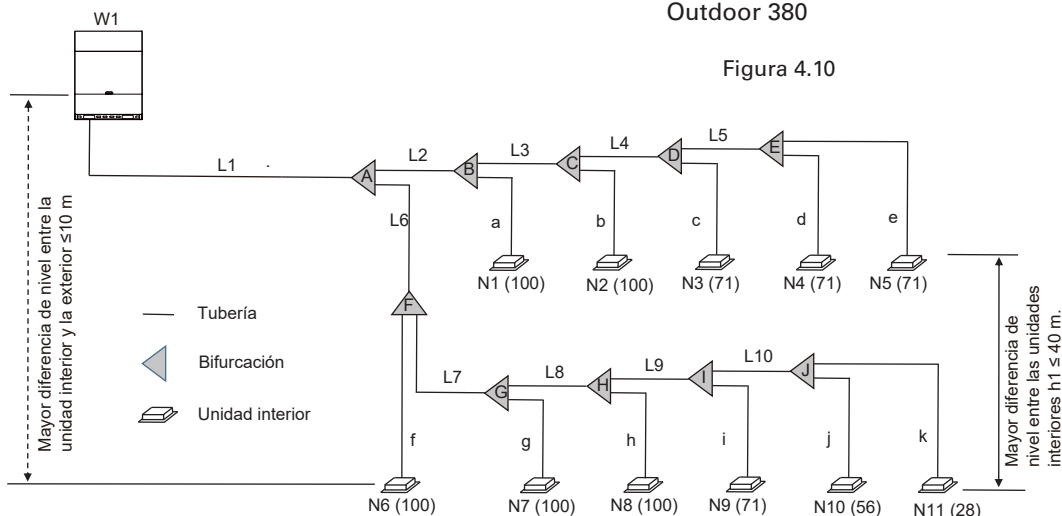 Outdoor 380
Figura 4.10
W1
Mayor diferencia de nivel entre la
unidad interior y la exterior ≤10 m
L1
A
L2
B
L3
C
L4
D
L5
E
L6
a
b
c
d
e
N1 (100)
N2 (100)
N3 (71)
N4 (71)
N5 (71)
F
Tubería
Bifurcación
Unidad interior
L7
G
L8
H
L9
I
L10
J
f
g
h
i
j
k
N6 (100)
N7 (100)
N8 (100)
N9 (71)
N10 (56)
N11 (28)
Mayor diferencia de
nivel entre las unidades
interiores h1 ≤ 40 m.